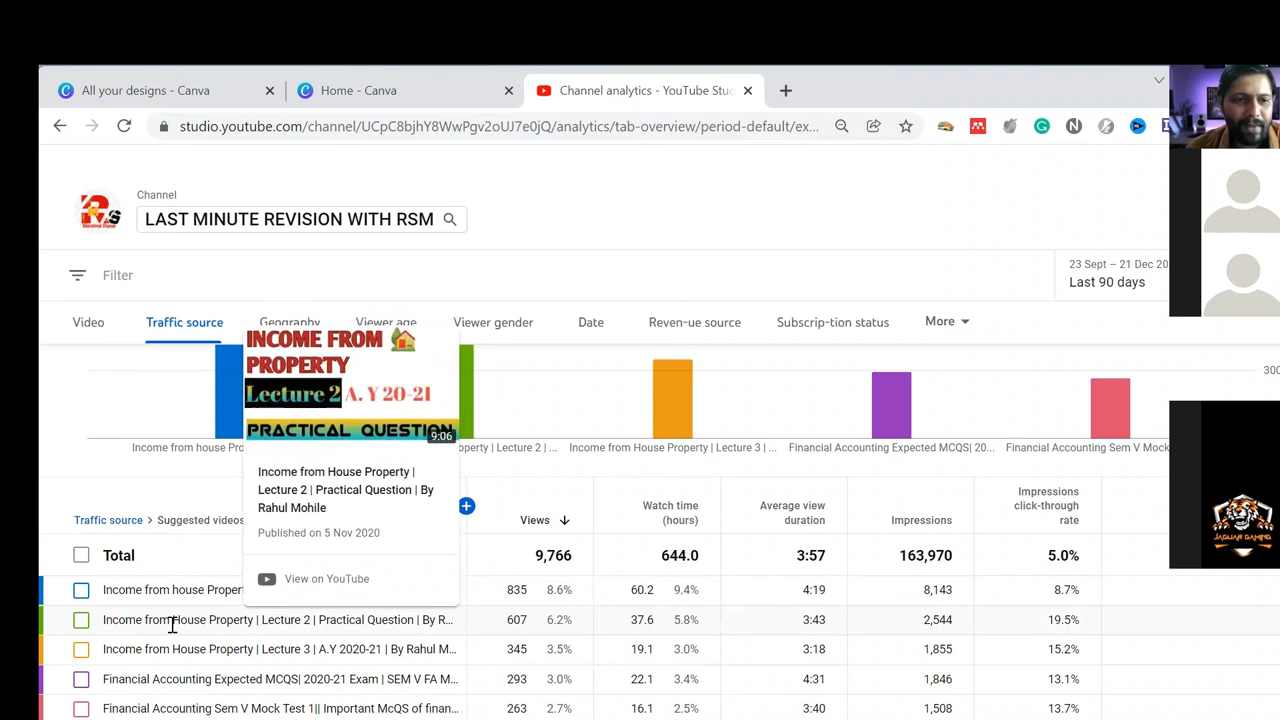 All your designs - Canva
Home - Canva
Channel analytics - YouTube Stu
studio.youtube.com/channel/UCpC8bjhY8WwPgv2oUJ7e0jQ/analytics/tab-overview/period-default/ex...
Channel
LAST MINUTE REVISION WITH RSM
Filter
23 Sept – 21 Dec 20
Last 90 days
Video
Traffic source
Geography
Viewer age
Viewer gender
Date
Reven-ue source
Subscrip-tion status
More
INCOME FROM
PROPERTY
Lecture 2 A. Y 20-21
PRACTICAL QUESTION
9:06
300
Income from house Pr
perty | Lecture 2 | ...
Income from House Property | Lecture 3 | ...
Financial Accounting Expected MCQS| 20...
Financial Accounting Sem V Mock
Income from House Property |
Lecture 2 | Practical Question | By
Rahul Mohile
Published on 5 Nov 2020
View on YouTube
Traffic source > Suggested videos
Views
Watch time
(hours)
Average view
duration
Impressions
Impressions
click-through
rate
Total 9,766 644.0 3:57 163,970 5.0%
Income from house Proper 835 8.6% 60.2 9.4% 4:19 8,143 8.7%
Income from House Property | Lecture 2 | Practical Question | By R... 607 6.2% 37.6 5.8% 3:43 2,544 19.5%
Income from House Property | Lecture 3 | A.Y 2020-21 | By Rahul M... 345 3.5% 19.1 3.0% 3:18 1,855 15.2%
Financial Accounting Expected MCQS| 2020-21 Exam | SEM V FA M... 293 3.0% 22.1 3.4% 4:31 1,846 13.1%
Financial Accounting Sem V Mock Test 1|| Important McQS of finan... 263 2.7% 16.1 2.5% 3:40 1,508 13.7%
JAGUAR GAMING